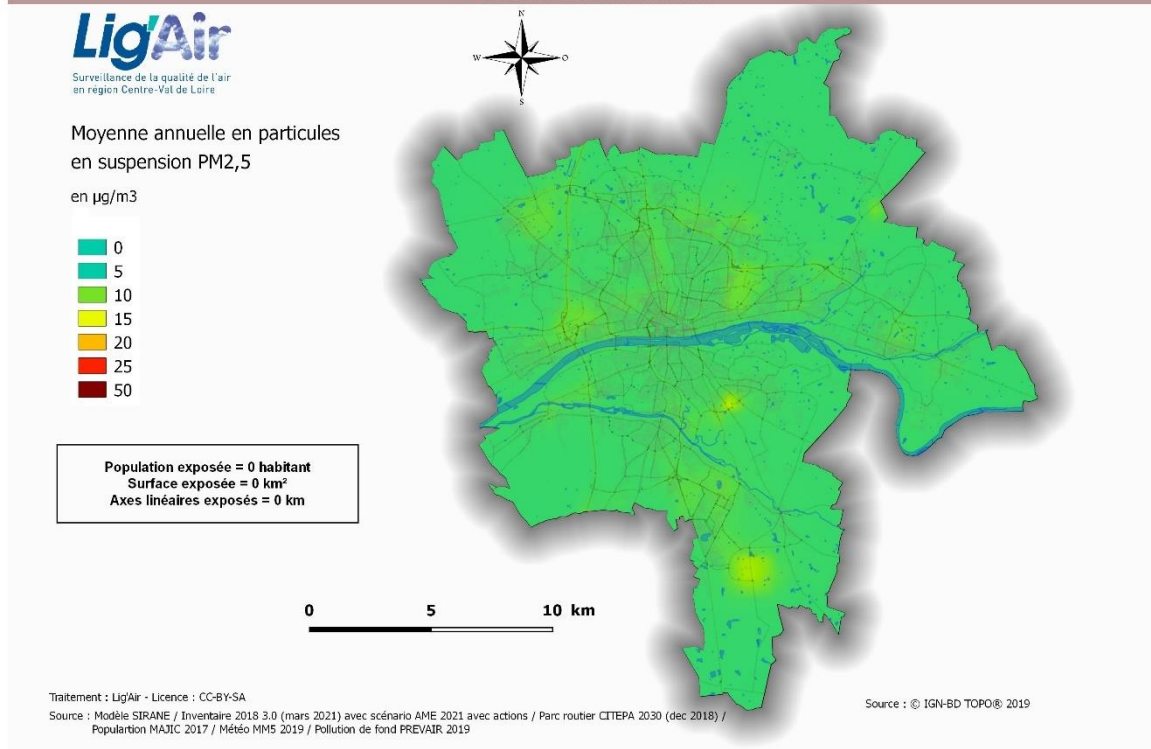 Lig'Air
Surveillance de la qualité de l'air
en région Centre-Val de Loire
N
W
O
S
Moyenne annuelle en particules
en suspension PM2,5
en µg/m3
0
5
10
15
20
25
50
Population exposée = 0 habitant
Surface exposée = 0 km²
Axes linéaires exposés = 0 km
0 5 10 km
Traitement : Lig'Air - Licence : CC-BY-SA
Source : Modèle SIRANE / Inventaire 2018 3.0 (mars 2021) avec scénario AME 2021 avec actions / Parc routier CITEPA 2030 (dec 2018) /
Populartion MAJIC 2017 / Météo MM5 2019 / Pollution de fond PREVAIR 2019
Source : © IGN-BD TOPO® 2019